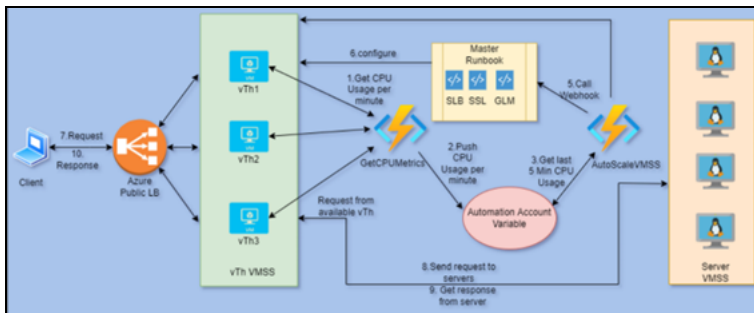 Master
Runbook
SLB SSL GLM
6.configure
1.Get CPU
Usage per
minute
5.Call
Webhook
vTh1
vTh2
vTh3
vTh VMSS
7.Request
10.
Response
Client
Azure
Public LB
GetCPUMetrics
2.Push
CPU
Usage per
minute
3.Get last
5 Min CPU
Usage
AutoScaleVMSS
Automation Account
Variable
Request from
available vTh
8.Send request to
servers
9. Get response
from server
Server
VMSS